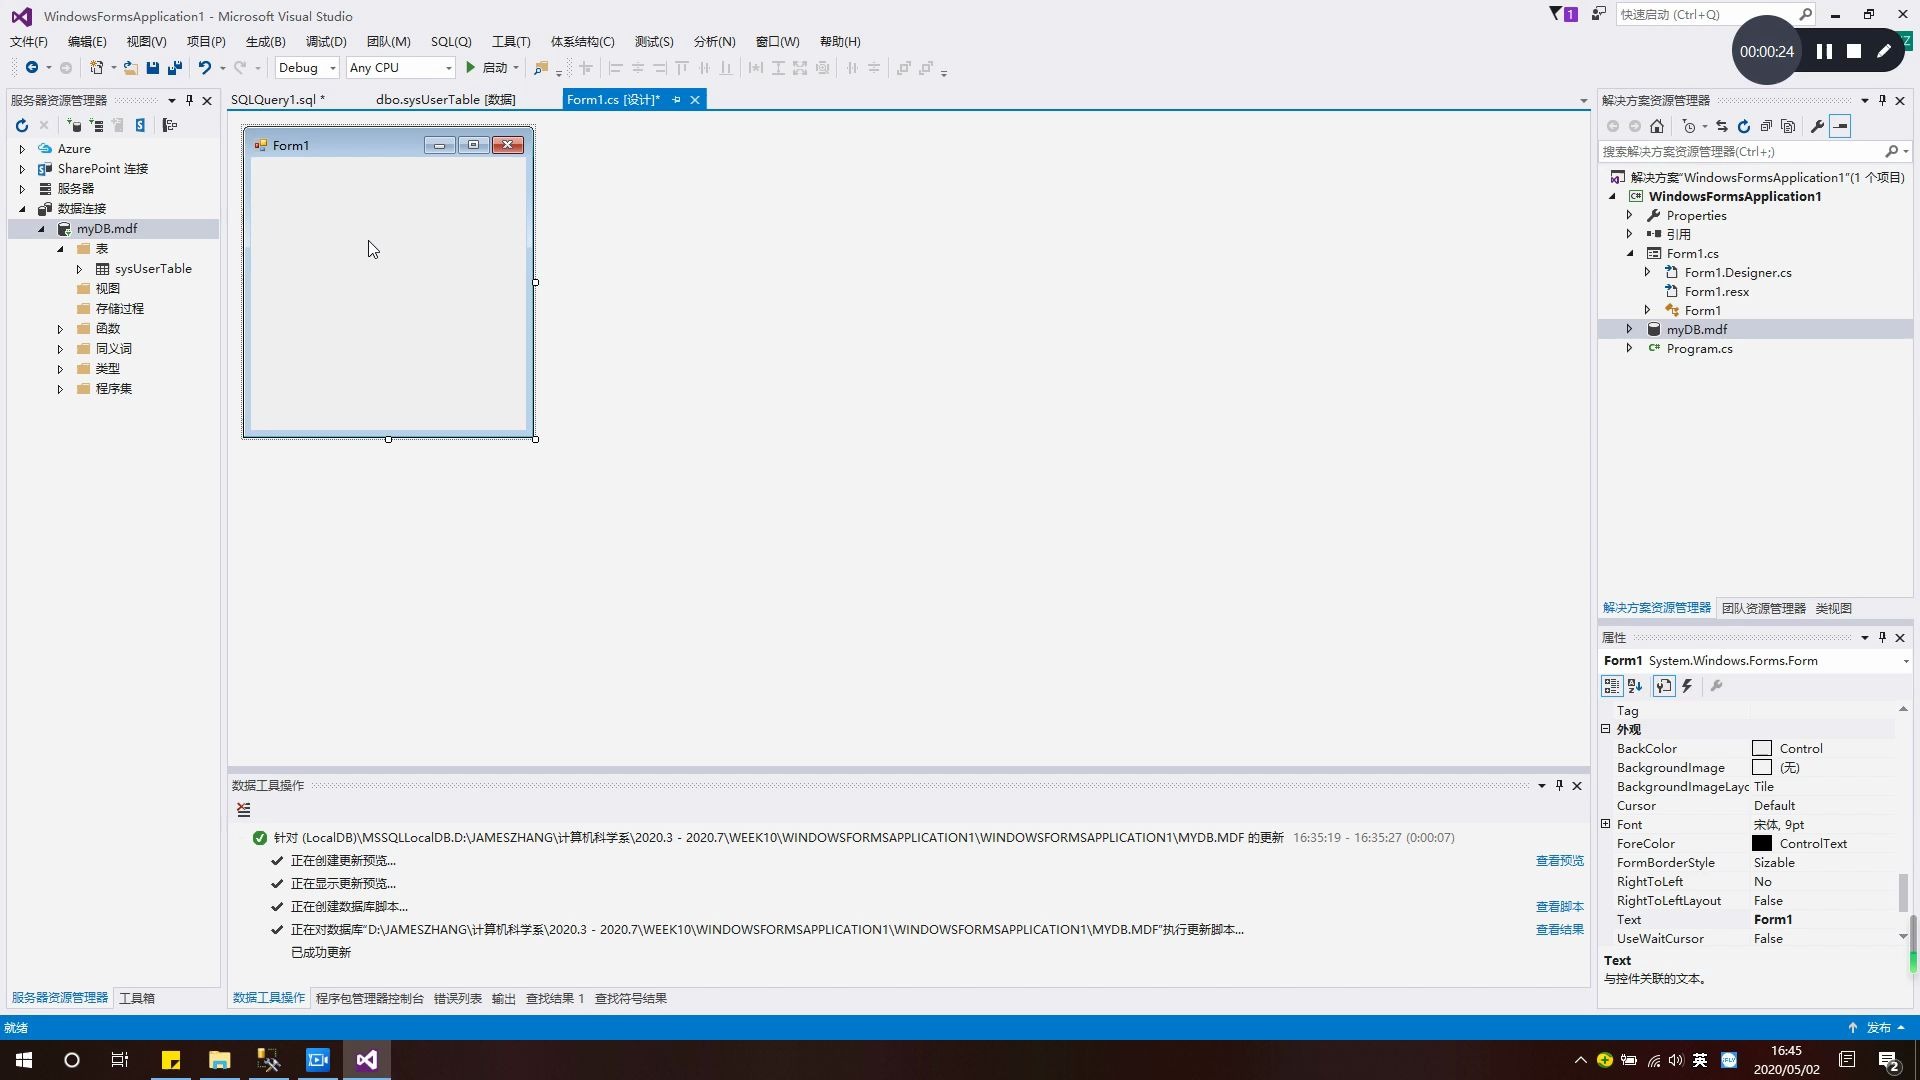 WindowsFormsApplication1 - Microsoft Visual Studio
1
快速启动 (Ctrl+Q)
文件(F) 编辑(E) 视图(V) 项目(P) 生成(B) 调试(D) 团队(M) SQL(Q) 工具(T) 体系结构(C) 测试(S) 分析(N) 窗口(W) 帮助(H)
00:00:24
Debug Any CPU 启动
服务器资源管理器
SQLQuery1.sql * dbo.sysUserTable [数据] Form1.cs [设计]*
解决方案资源管理器
Azure
SharePoint 连接
服务器
数据连接
myDB.mdf
表
sysUserTable
视图
存储过程
函数
同义词
类型
程序集
Form1
搜索解决方案资源管理器(Ctrl+;)
解决方案"WindowsFormsApplication1"(1 个项目)
WindowsFormsApplication1
Properties
引用
Form1.cs
Form1.Designer.cs
Form1.resx
Form1
myDB.mdf
Program.cs
解决方案资源管理器 团队资源管理器 类视图
属性
Form1 System.Windows.Forms.Form
Tag
外观
BackColor Control
BackgroundImage (无)
BackgroundImageLayc Tile
Cursor Default
Font 宋体, 9pt
ForeColor ControlText
FormBorderStyle Sizable
RightToLeft No
RightToLeftLayout False
Text Form1
UseWaitCursor False
Text
与控件关联的文本。
数据工具操作
针对 (LocalDB)\MSSQLLocalDB.D:\JAMESZHANG\计算机科学系\2020.3 - 2020.7\WEEK10\WINDOWSFORMSAPPLICATION1\WINDOWSFORMSAPPLICATION1\MYDB.MDF 的更新 16:35:19 - 16:35:27 (0:00:07)
正在创建更新预览... 查看预览
正在显示更新预览...
正在创建数据库脚本... 查看脚本
正在对数据库"D:\JAMESZHANG\计算机科学系\2020.3 - 2020.7\WEEK10\WINDOWSFORMSAPPLICATION1\WINDOWSFORMSAPPLICATION1\MYDB.MDF"执行更新脚本... 查看结果
已成功更新
服务器资源管理器 工具箱
数据工具操作 程序包管理器控制台 错误列表 输出 查找结果 1 查找符号结果
就绪
发布
英
16:45
2020/05/02
2